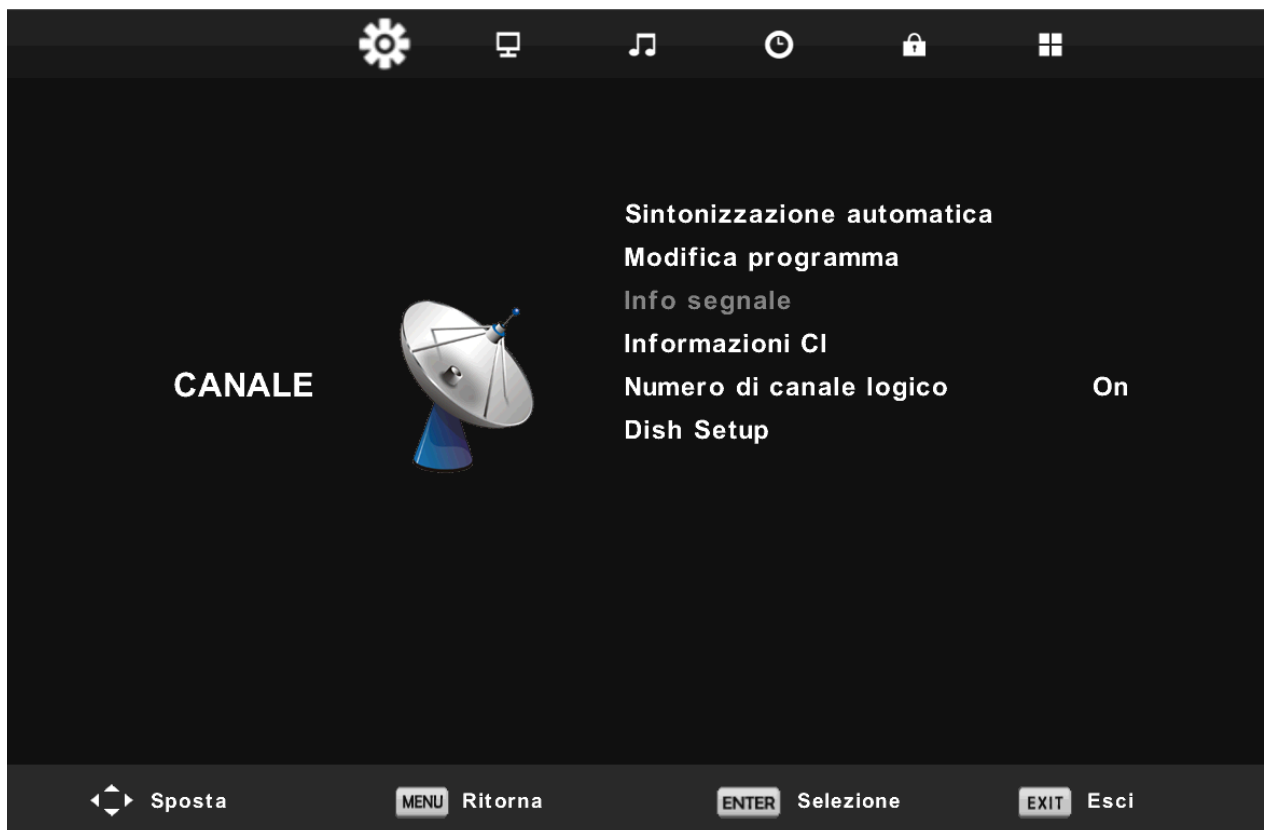 Sintonizzazione automatica
Modifica programma
Info segnale
Informazioni CI
CANALE
Numero di canale logico On
Dish Setup
Sposta MENU Ritorna ENTER Selezione EXIT Esci